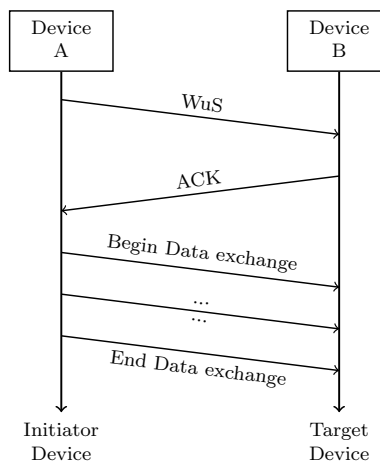 Device
A
Device
B
WuS
ACK
Begin Data exchange
...
...
End Data exchange
Initiator
Device
Target
Device